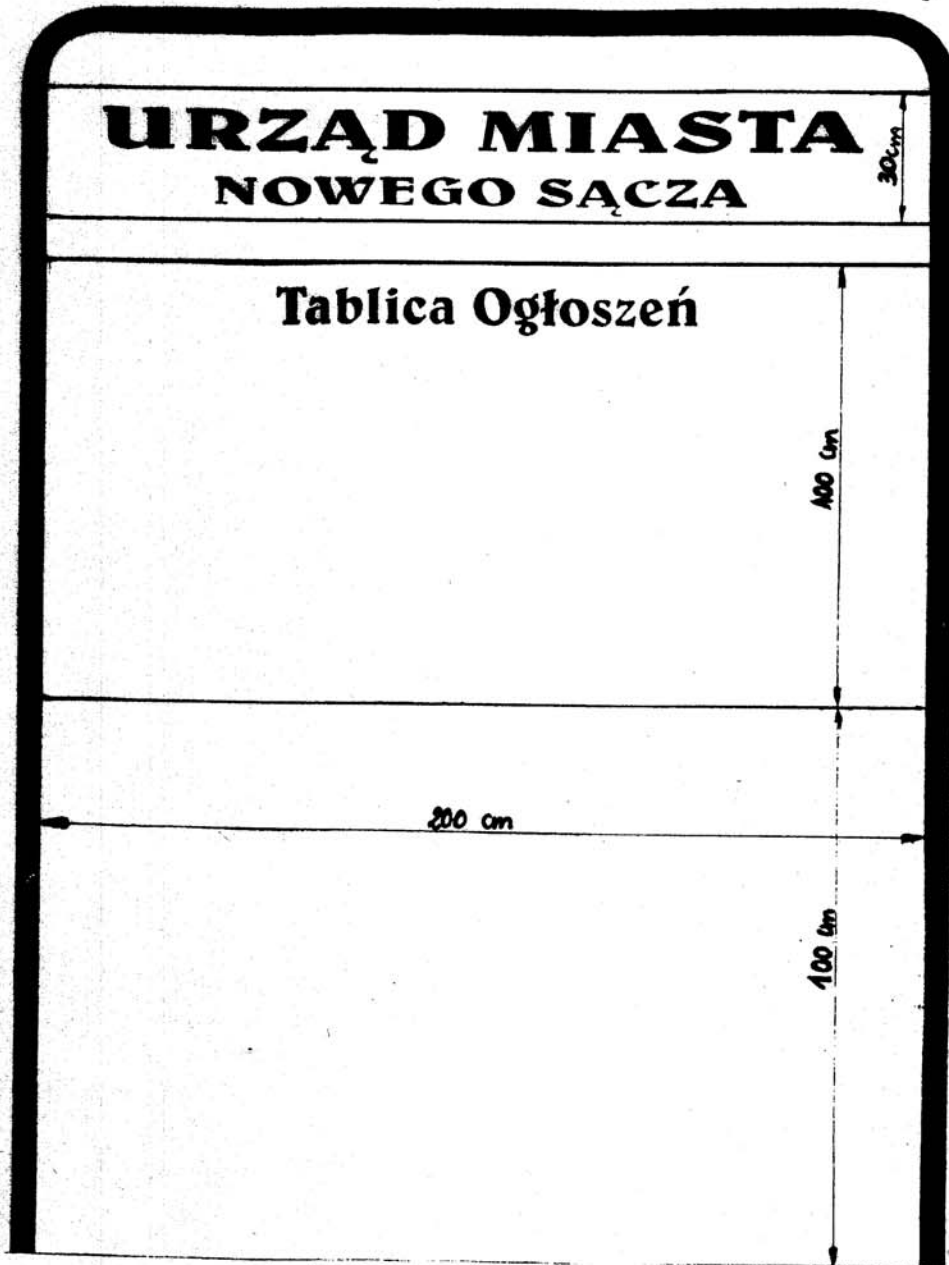 URZĄD MIASTA
NOWEGO SĄCZA
30cm
Tablica Ogłoszeń
100 cm
200 cm
100 cm